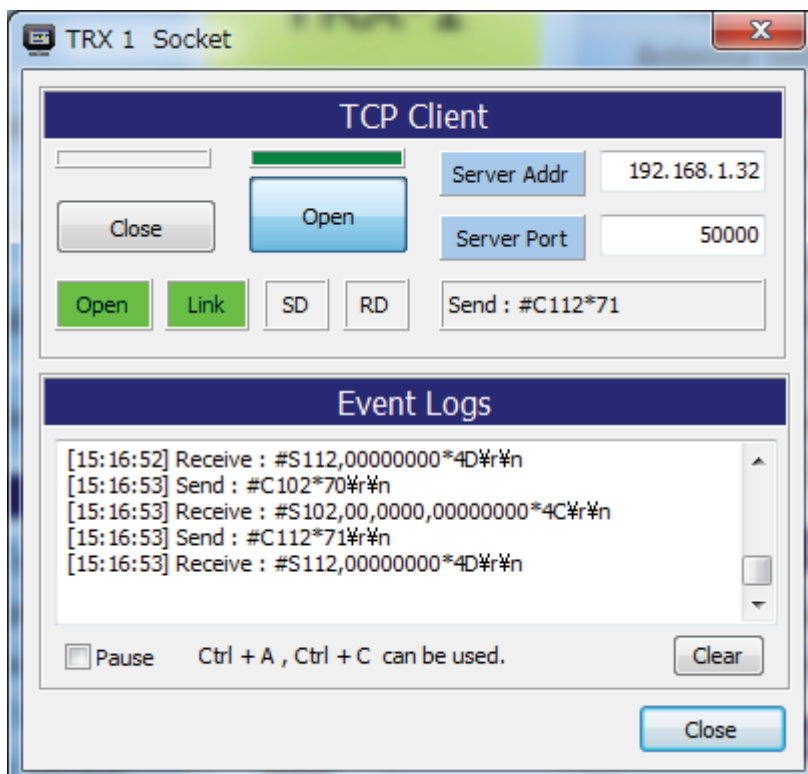 TRX 1 Socket
TCP Client
Close
Open
Server Addr
192.168.1.32
Server Port
50000
Open
Link
SD
RD
Send : #C112*71
Event Logs
[15:16:52] Receive : #S112,00000000*4D¥r¥n
[15:16:53] Send : #C102*70¥r¥n
[15:16:53] Receive : #S102,00,0000,00000000*4C¥r¥n
[15:16:53] Send : #C112*71¥r¥n
[15:16:53] Receive : #S112,00000000*4D¥r¥n
Pause
Ctrl + A , Ctrl + C can be used.
Clear
Close